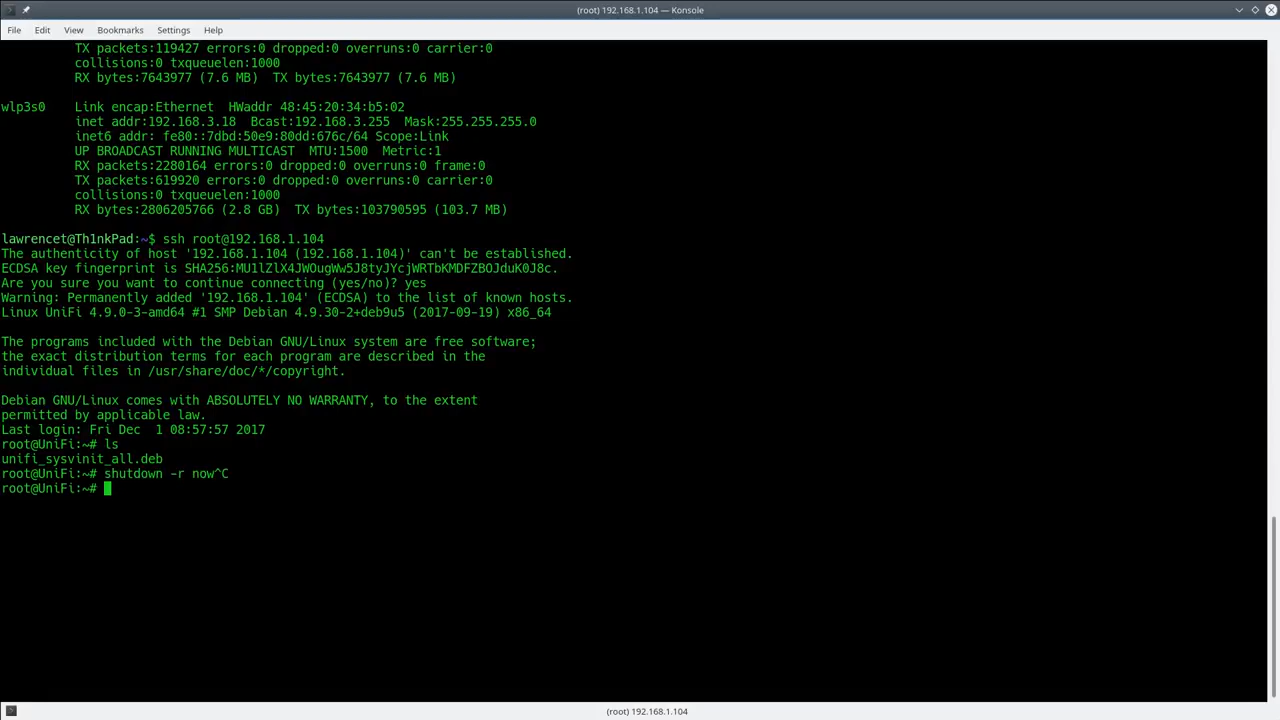 (root) 192.168.1.104 — Konsole
File Edit View Bookmarks Settings Help
TX packets:119427 errors:0 dropped:0 overruns:0 carrier:0
collisions:0 txqueuelen:1000
RX bytes:7643977 (7.6 MB)  TX bytes:7643977 (7.6 MB)
wlp3s0    Link encap:Ethernet  HWaddr 48:45:20:34:b5:02
inet addr:192.168.3.18  Bcast:192.168.3.255  Mask:255.255.255.0
inet6 addr: fe80::7dbd:50e9:80dd:676c/64 Scope:Link
UP BROADCAST RUNNING MULTICAST  MTU:1500  Metric:1
RX packets:2280164 errors:0 dropped:0 overruns:0 frame:0
TX packets:619920 errors:0 dropped:0 overruns:0 carrier:0
collisions:0 txqueuelen:1000
RX bytes:2806205766 (2.8 GB)  TX bytes:103790595 (103.7 MB)
lawrencet@Th1nkPad:~$ ssh root@192.168.1.104
The authenticity of host '192.168.1.104 (192.168.1.104)' can't be established.
ECDSA key fingerprint is SHA256:MU1lZlX4JWOugWw5J8tyJYcjWRTbKMDFZBOJduK0J8c.
Are you sure you want to continue connecting (yes/no)? yes
Warning: Permanently added '192.168.1.104' (ECDSA) to the list of known hosts.
Linux UniFi 4.9.0-3-amd64 #1 SMP Debian 4.9.30-2+deb9u5 (2017-09-19) x86_64
The programs included with the Debian GNU/Linux system are free software;
the exact distribution terms for each program are described in the
individual files in /usr/share/doc/*/copyright.
Debian GNU/Linux comes with ABSOLUTELY NO WARRANTY, to the extent
permitted by applicable law.
Last login: Fri Dec  1 08:57:57 2017
root@UniFi:~# ls
unifi_sysvinit_all.deb
root@UniFi:~# shutdown -r now^C
root@UniFi:~#
(root) 192.168.1.104